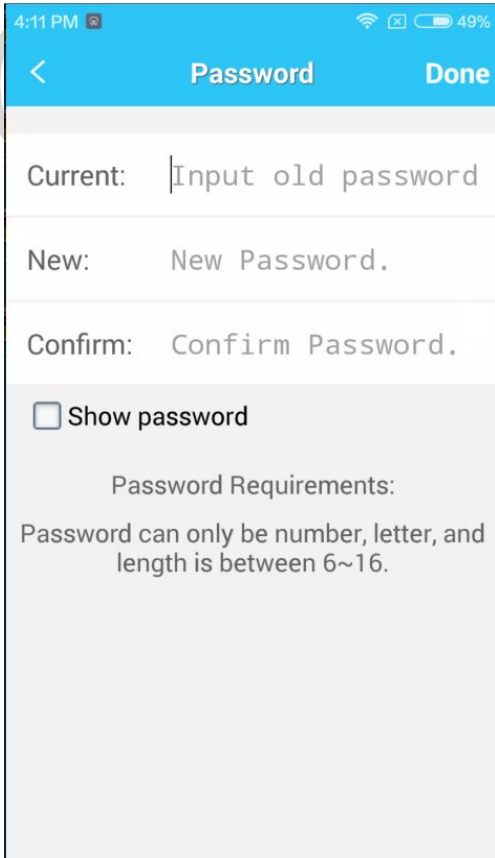 4:11 PM 49%
Password Done
Current: Input old password
New: New Password.
Confirm: Confirm Password.
Show password
Password Requirements:
Password can only be number, letter, and
length is between 6~16.